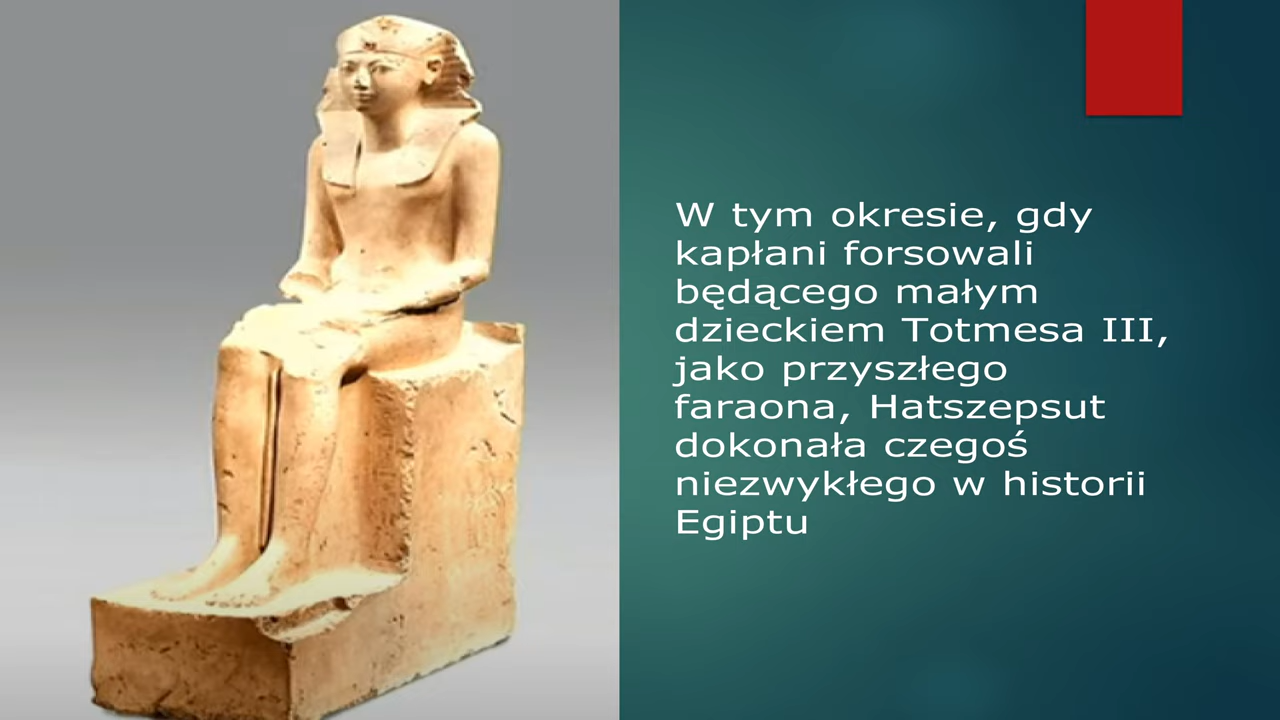 W tym okresie, gdy
kapłani forsowali
będącego małym
dzieckiem Totmesa III,
jako przyszłego
faraona, Hatszepsut
dokonała czegoś
niezwykłego w historii
Egiptu